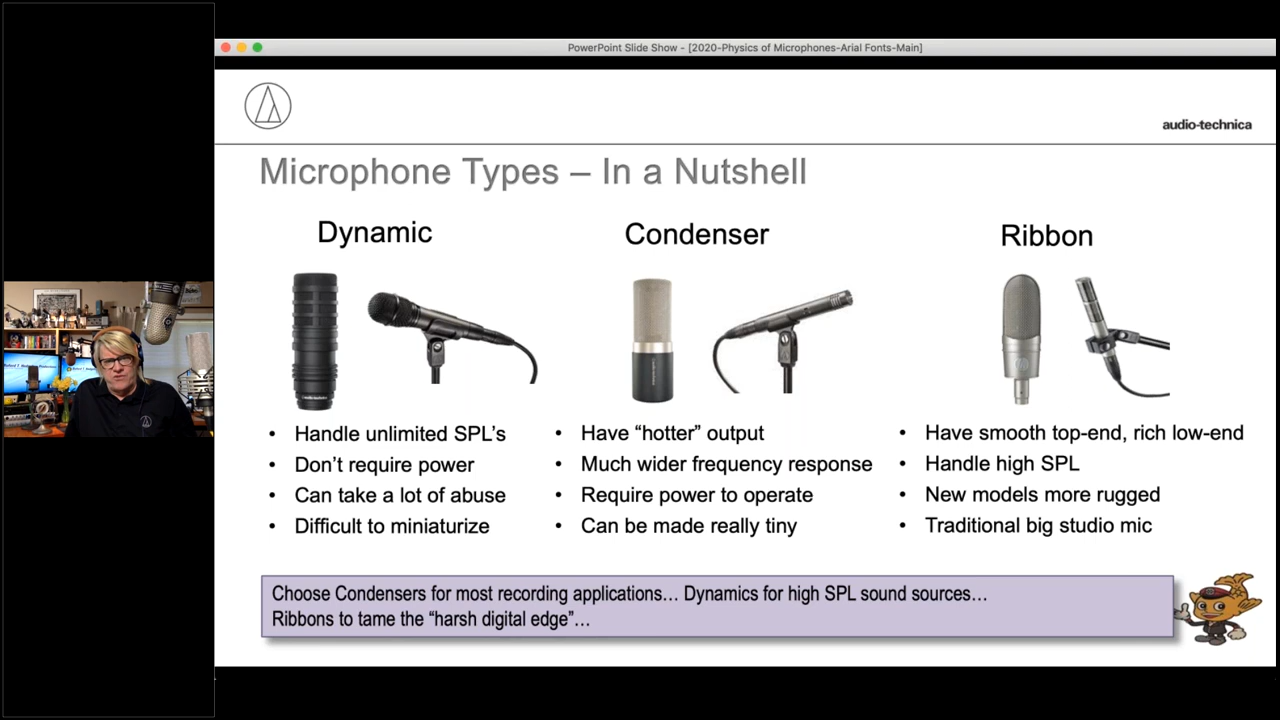 PowerPoint Slide Show - [2020-Physics of Microphones-Arial Fonts-Main]
audio-technica
Microphone Types – In a Nutshell
Dynamic
• Handle unlimited SPL's
• Don't require power
• Can take a lot of abuse
• Difficult to miniaturize
Condenser
• Have “hotter” output
• Much wider frequency response
• Require power to operate
• Can be made really tiny
Ribbon
• Have smooth top-end, rich low-end
• Handle high SPL
• New models more rugged
• Traditional big studio mic
Choose Condensers for most recording applications… Dynamics for high SPL sound sources…
Ribbons to tame the “harsh digital edge”…